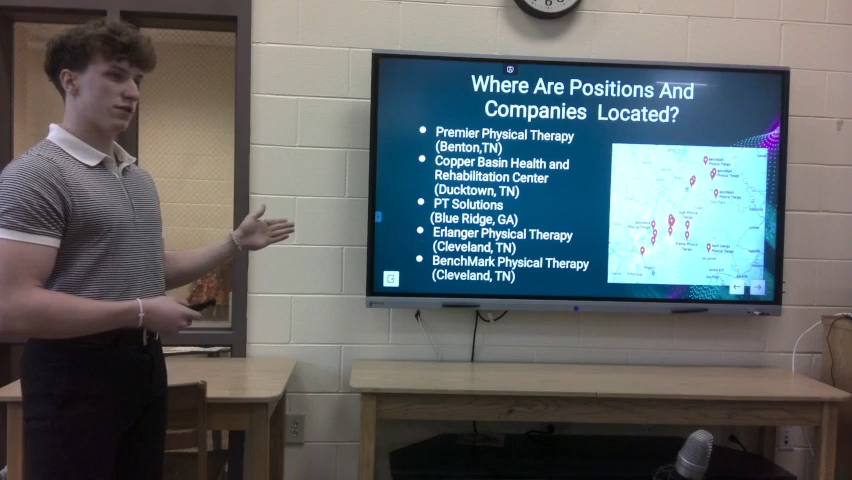 Where Are Positions And
Companies Located?
Premier Physical Therapy
(Benton,TN)
Copper Basin Health and
Rehabilitation Center
(Ducktown, TN)
PT Solutions
(Blue Ridge, GA)
Erlanger Physical Therapy
(Cleveland, TN)
BenchMark Physical Therapy
(Cleveland, TN)